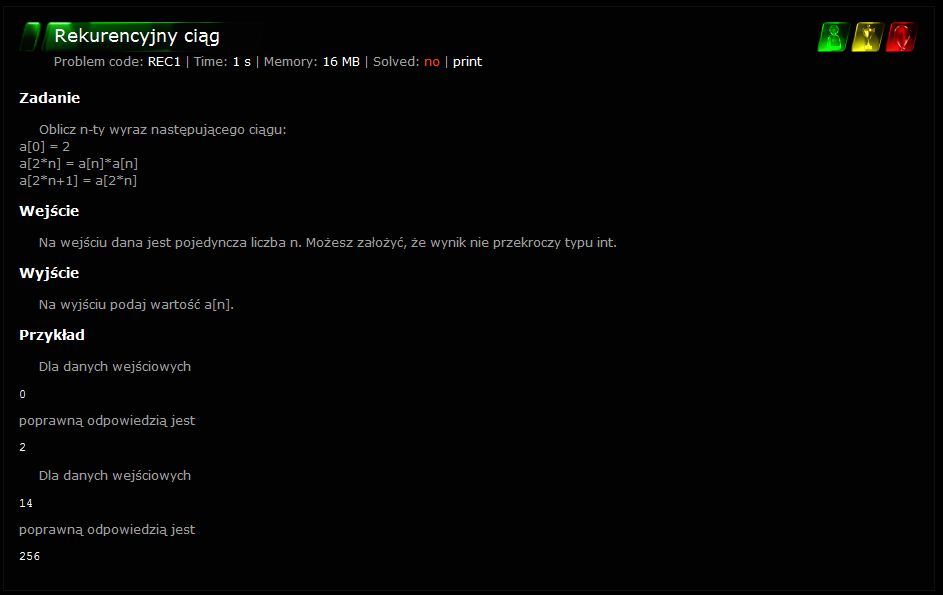 Rekurencyjny ciąg
Problem code: REC1 | Time: 1 s | Memory: 16 MB | Solved: no | print
Zadanie
Oblicz n-ty wyraz następującego ciągu:
a[0] = 2
a[2*n] = a[n]*a[n]
a[2*n+1] = a[2*n]
Wejście
Na wejściu dana jest pojedyncza liczba n. Możesz założyć, że wynik nie przekroczy typu int.
Wyjście
Na wyjściu podaj wartość a[n].
Przykład
Dla danych wejściowych
0
poprawną odpowiedzią jest
2
Dla danych wejściowych
14
poprawną odpowiedzią jest
256